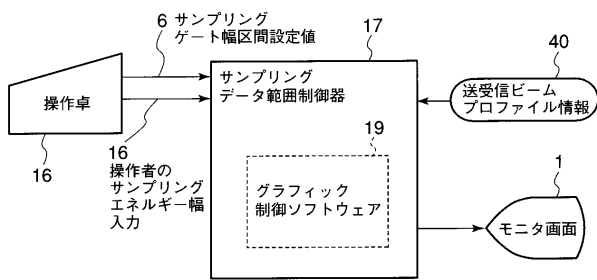 6 サンプリング
ゲート幅区間設定値
17
40
操作卓
サンプリング
データ範囲制御器
送受信ビーム
プロファイル情報
16
16
操作者の
サンプリング
エネルギー幅
入力
19
グラフィック
制御ソフトウェア
1
モニタ画面